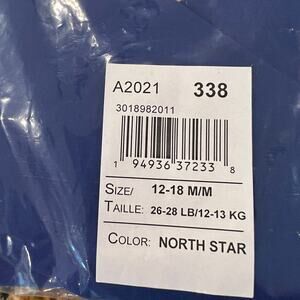 A2021 338
3018982011
1 94936 37233 8
SIZE/ 12-18 M/M
TAILLE: 26-28 LB/12-13 KG
COLOR: NORTH STAR